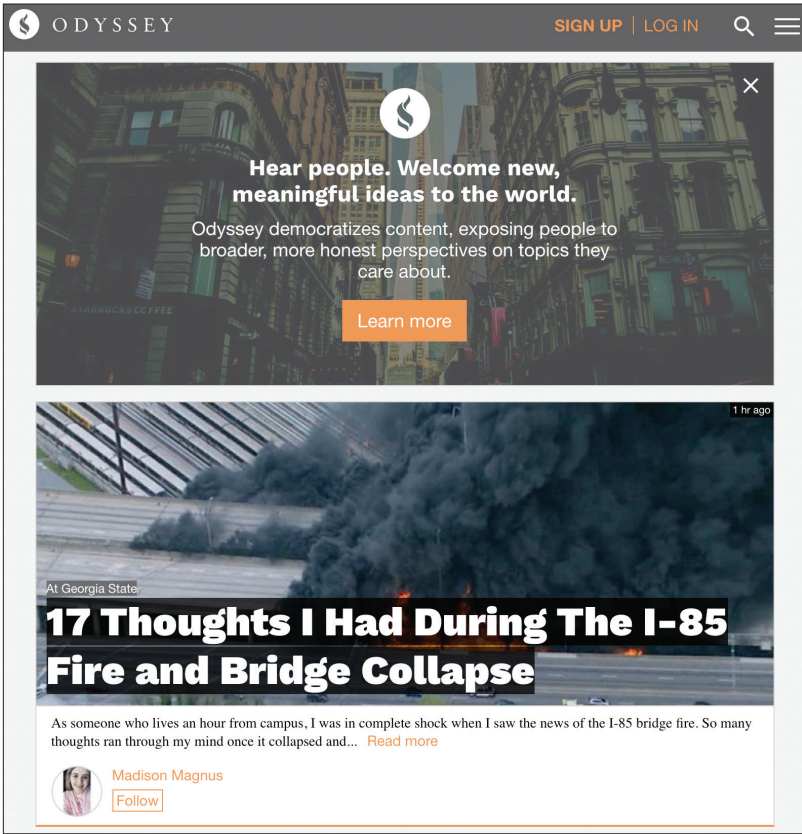 ODYSSEY
SIGN UP | LOG IN
Hear people. Welcome new,
meaningful ideas to the world.
Odyssey democratizes content, exposing people to
broader, more honest perspectives on topics they
care about.
STARBUCKS COFFEE
Learn more
1 hr ago
At Georgia State
17 Thoughts I Had During The I-85
Fire and Bridge Collapse
As someone who lives an hour from campus, I was in complete shock when I saw the news of the I-85 bridge fire. So many
thoughts ran through my mind once it collapsed and... Read more
Madison Magnus
Follow